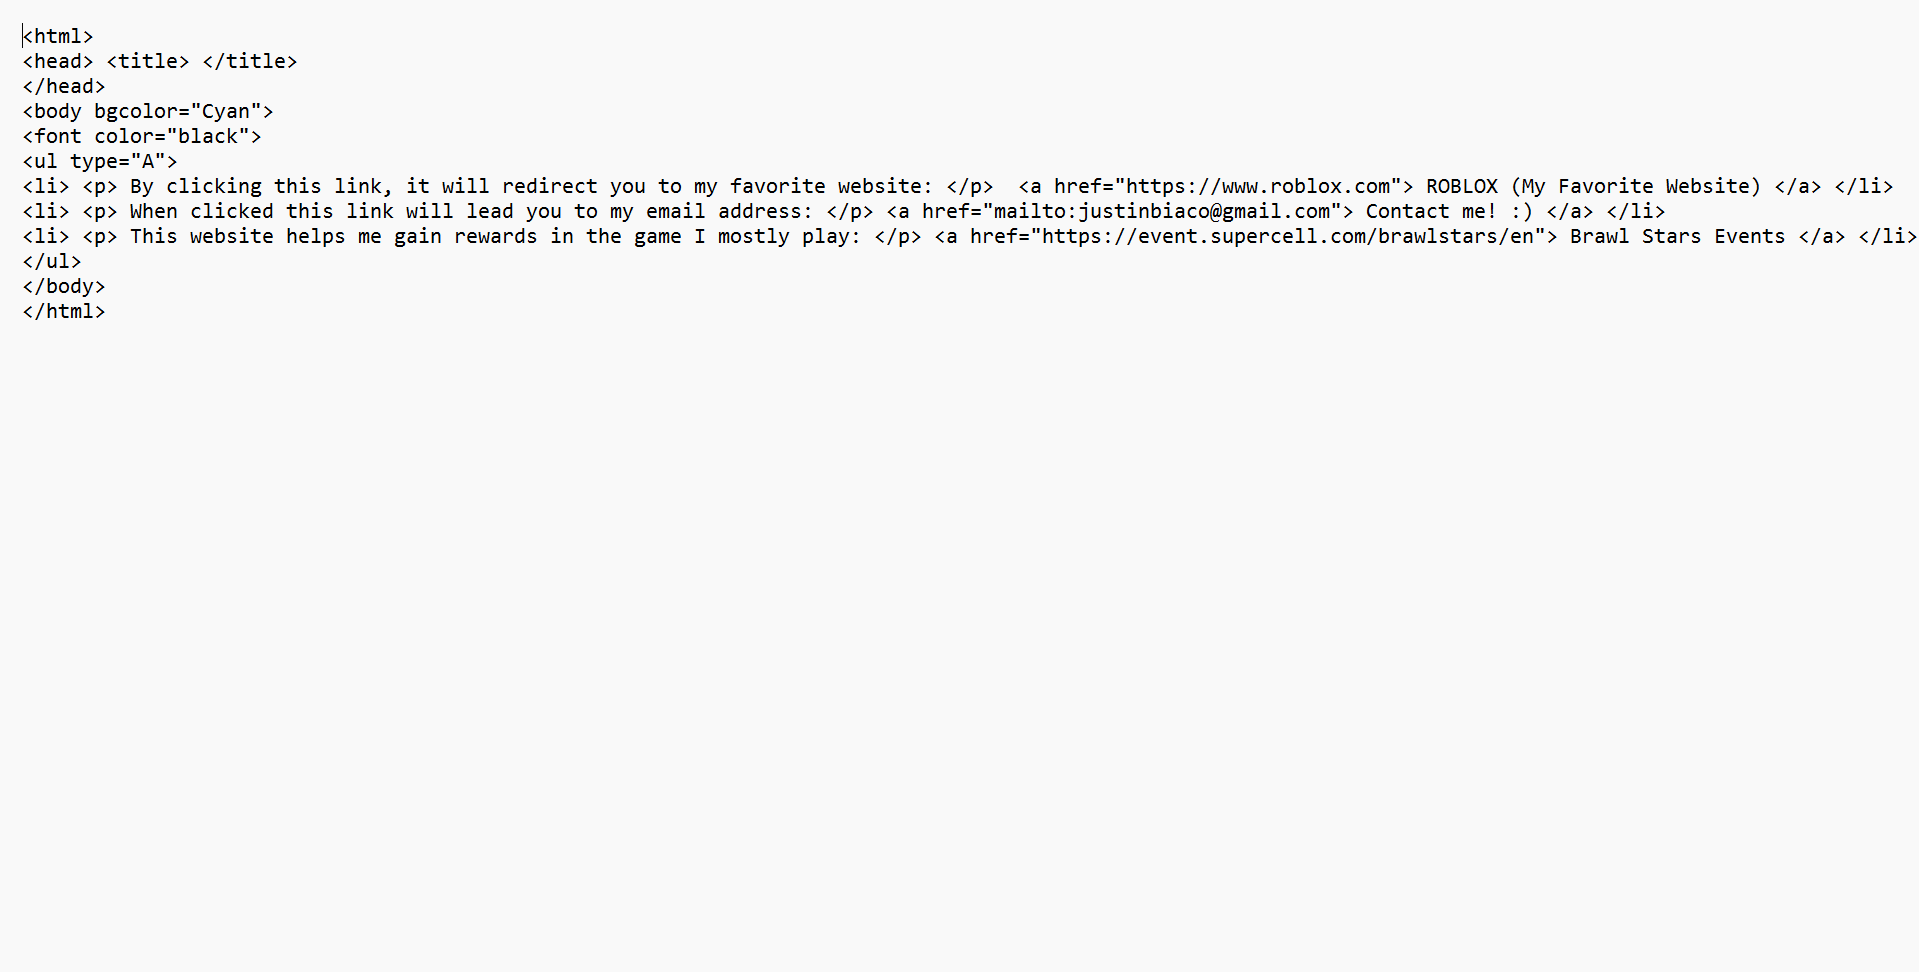 <html>
<head> <title> </title>
</head>
<body bgcolor="Cyan">
<font color="black">
<ul type="A">
<li> <p> By clicking this link, it will redirect you to my favorite website: </p>  <a href="https://www.roblox.com"> ROBLOX (My Favorite Website) </a> </li>
<li> <p> When clicked this link will lead you to my email address: </p> <a href="mailto:justinbiaco@gmail.com"> Contact me! :) </a> </li>
<li> <p> This website helps me gain rewards in the game I mostly play: </p> <a href="https://event.supercell.com/brawlstars/en"> Brawl Stars Events </a> </li>
</ul>
</body>
</html>